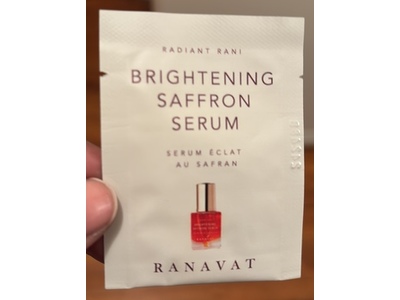 RADIANT RANI
BRIGHTENING
SAFFRON
SERUM
SERUM ÉCLAT
AU SAFRAN
RANAVAT